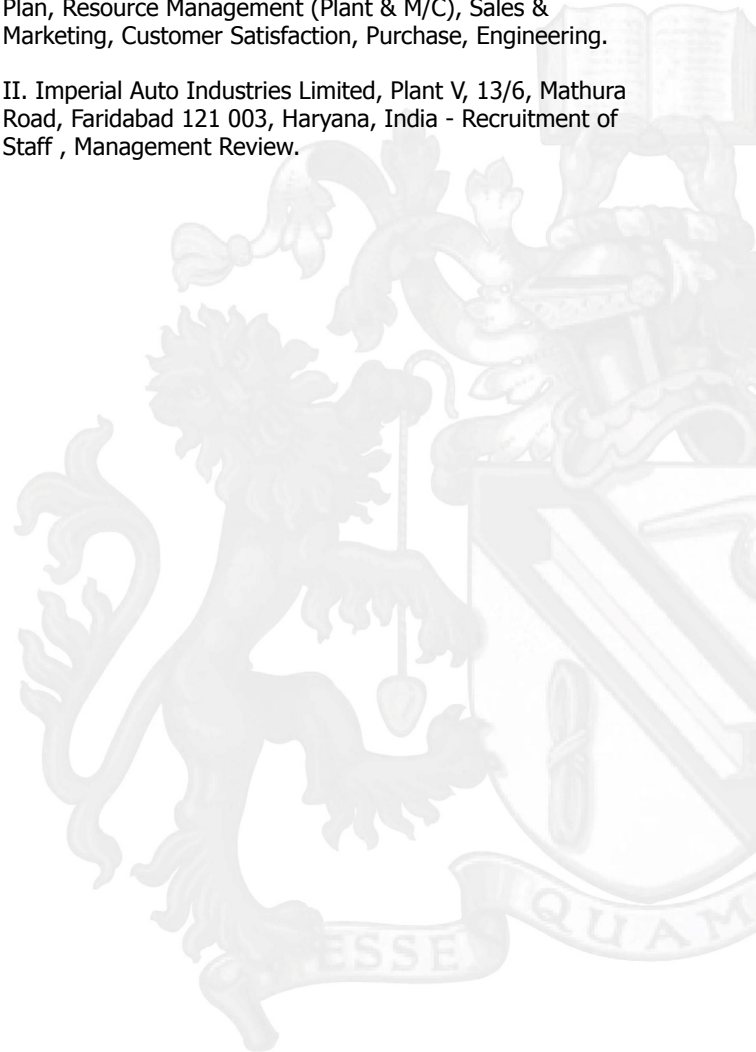 Plan, Resource Management (Plant & M/C), Sales &
Marketing, Customer Satisfaction, Purchase, Engineering.
II. Imperial Auto Industries Limited, Plant V, 13/6, Mathura
Road, Faridabad 121 003, Haryana, India - Recruitment of
Staff , Management Review.
ESSE QUAM